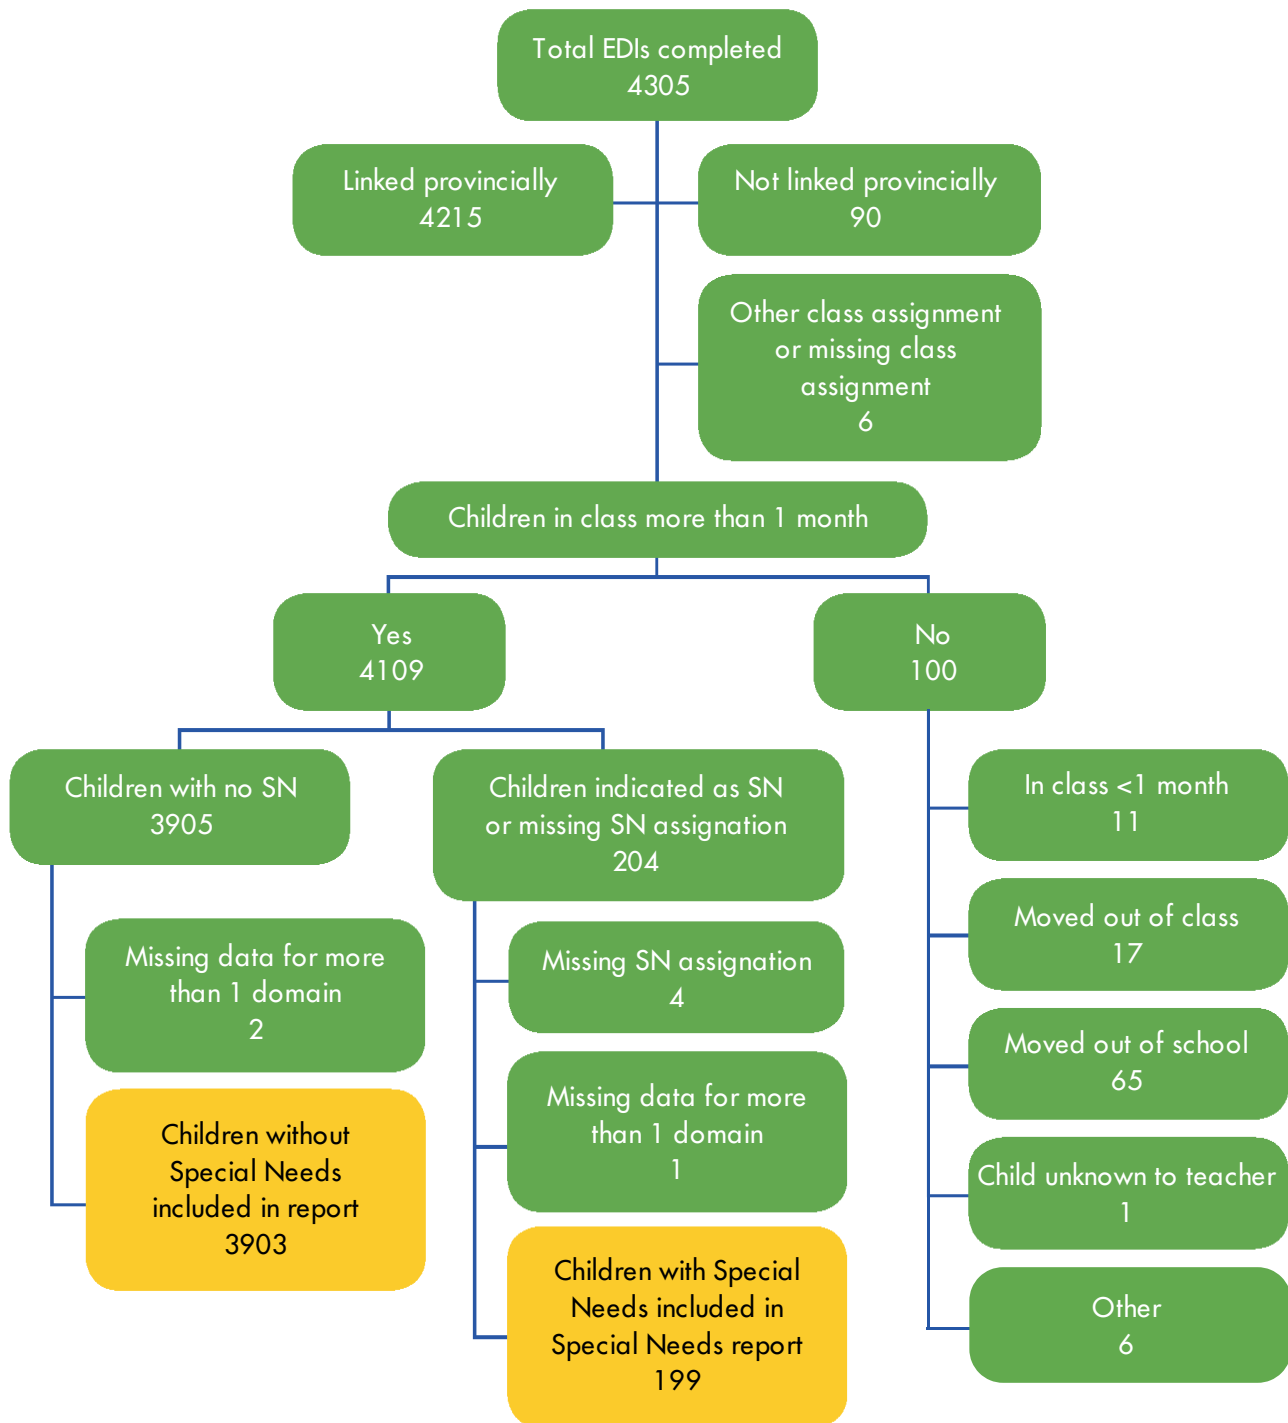 Total EDIs completed
4305
Linked provincially
4215
Not linked provincially
90
Other class assignment
or missing class
assignment
6
Children in class more than 1 month
Yes
4109
No
100
Children with no SN
3905
Missing data for more
than 1 domain
2
Children without
Special Needs
included in report
3903
Children indicated as SN
or missing SN assignation
204
Missing SN assignation
4
Missing data for more
than 1 domain
1
Children with Special
Needs included in
Special Needs report
199
In class <1 month
11
Moved out of class
17
Moved out of school
65
Child unknown to teacher
1
Other
6